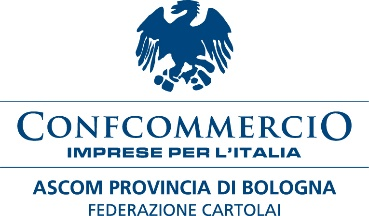 CONFCOMMERCIO
IMPRESE PER L'ITALIA
ASCOM PROVINCIA DI BOLOGNA
FEDERAZIONE CARTOLAI